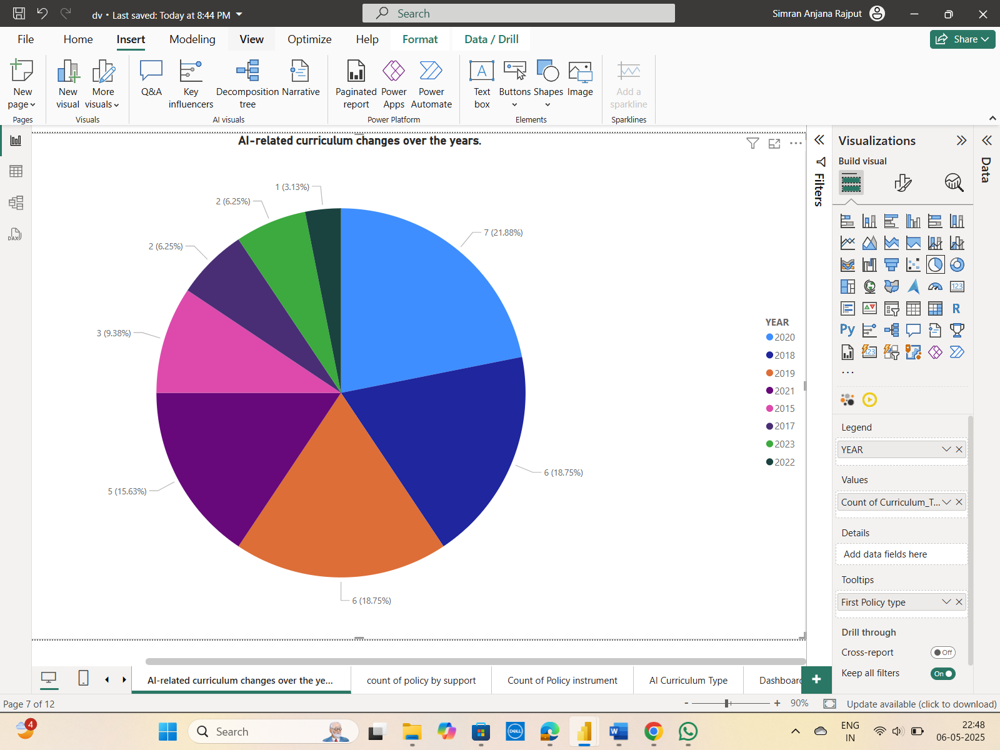 dv • Last saved: Today at 8:44 PM
Search
Simran Anjana Rajput
File
Home
Insert
Modeling
View
Optimize
Help
Format
Data / Drill
Share
New page
New visual
More visuals
Q&A
Key influencers
Decomposition tree
Narrative
Paginated report
Power Apps
Power Automate
Text box
Buttons
Shapes
Image
Add a sparkline
Pages
Visuals
AI visuals
Power Platform
Elements
Sparklines
AI-related curriculum changes over the years.
1 (3.13%)
2 (6.25%)
7 (21.88%)
2 (6.25%)
3 (9.38%)
6 (18.75%)
5 (15.63%)
6 (18.75%)
YEAR
2020
2018
2019
2021
2015
2017
2023
2022
Filters
Visualizations
Build visual
123
R
Py
123
...
Legend
YEAR
Values
Count of Curriculum_T...
Details
Add data fields here
Tooltips
First Policy type
Drill through
Cross-report
Off
Keep all filters
On
Data
DAX
AI-related curriculum changes over the ye...
count of policy by support
Count of Policy instrument
AI Curriculum Type
Dashboard
+
Page 7 of 12
- + 90%
Update available (click to download)
4
Search
DELL
ENG
IN
22:48
06-05-2025